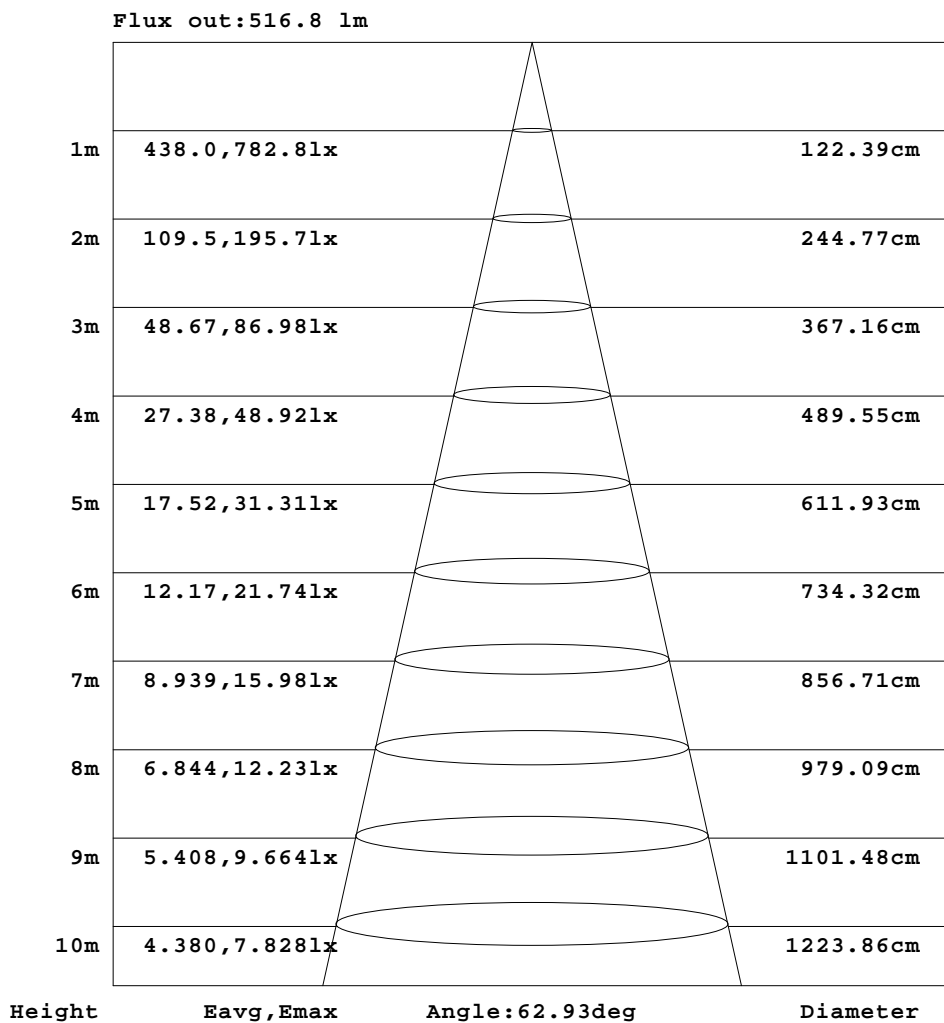 Flux out:516.8 lm
1m 438.0,782.8lx 122.39cm
2m 109.5,195.7lx 244.77cm
3m 48.67,86.98lx 367.16cm
4m 27.38,48.92lx 489.55cm
5m 17.52,31.31lx 611.93cm
6m 12.17,21.74lx 734.32cm
7m 8.939,15.98lx 856.71cm
8m 6.844,12.23lx 979.09cm
9m 5.408,9.664lx 1101.48cm
10m 4.380,7.828lx 1223.86cm
Height Eavg,Emax Angle:62.93deg Diameter